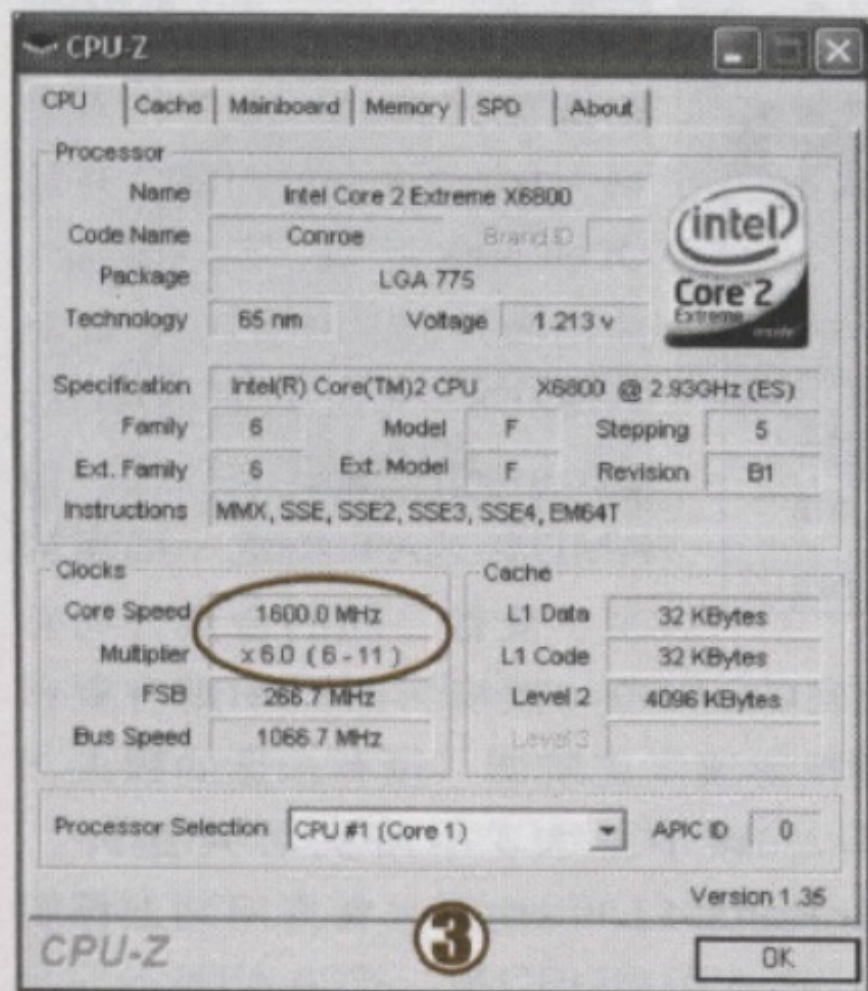 CPU-Z
CPU Cache Mainboard Memory SPD About
Processor
Name Intel Core 2 Extreme X6800
Code Name Conroe Brand ID
Package LGA 775
Technology 65 nm Voltage 1.213 v
intel
Core 2
Extreme
inside
Specification Intel(R) Core(TM)2 CPU X6800 @ 2.93GHz (ES)
Family 6 Model F Stepping 5
Ext. Family 6 Ext. Model F Revision B1
Instructions MMX, SSE, SSE2, SSE3, SSE4, EM64T
Clocks
Core Speed 1600.0 MHz
Multiplier x 6.0 ( 6 - 11 )
FSB 266.7 MHz
Bus Speed 1066.7 MHz
Cache
L1 Data 32 KBytes
L1 Code 32 KBytes
Level 2 4096 KBytes
Level 3
Processor Selection CPU #1 (Core 1) APIC ID 0
Version 1.35
CPU-Z
3
OK